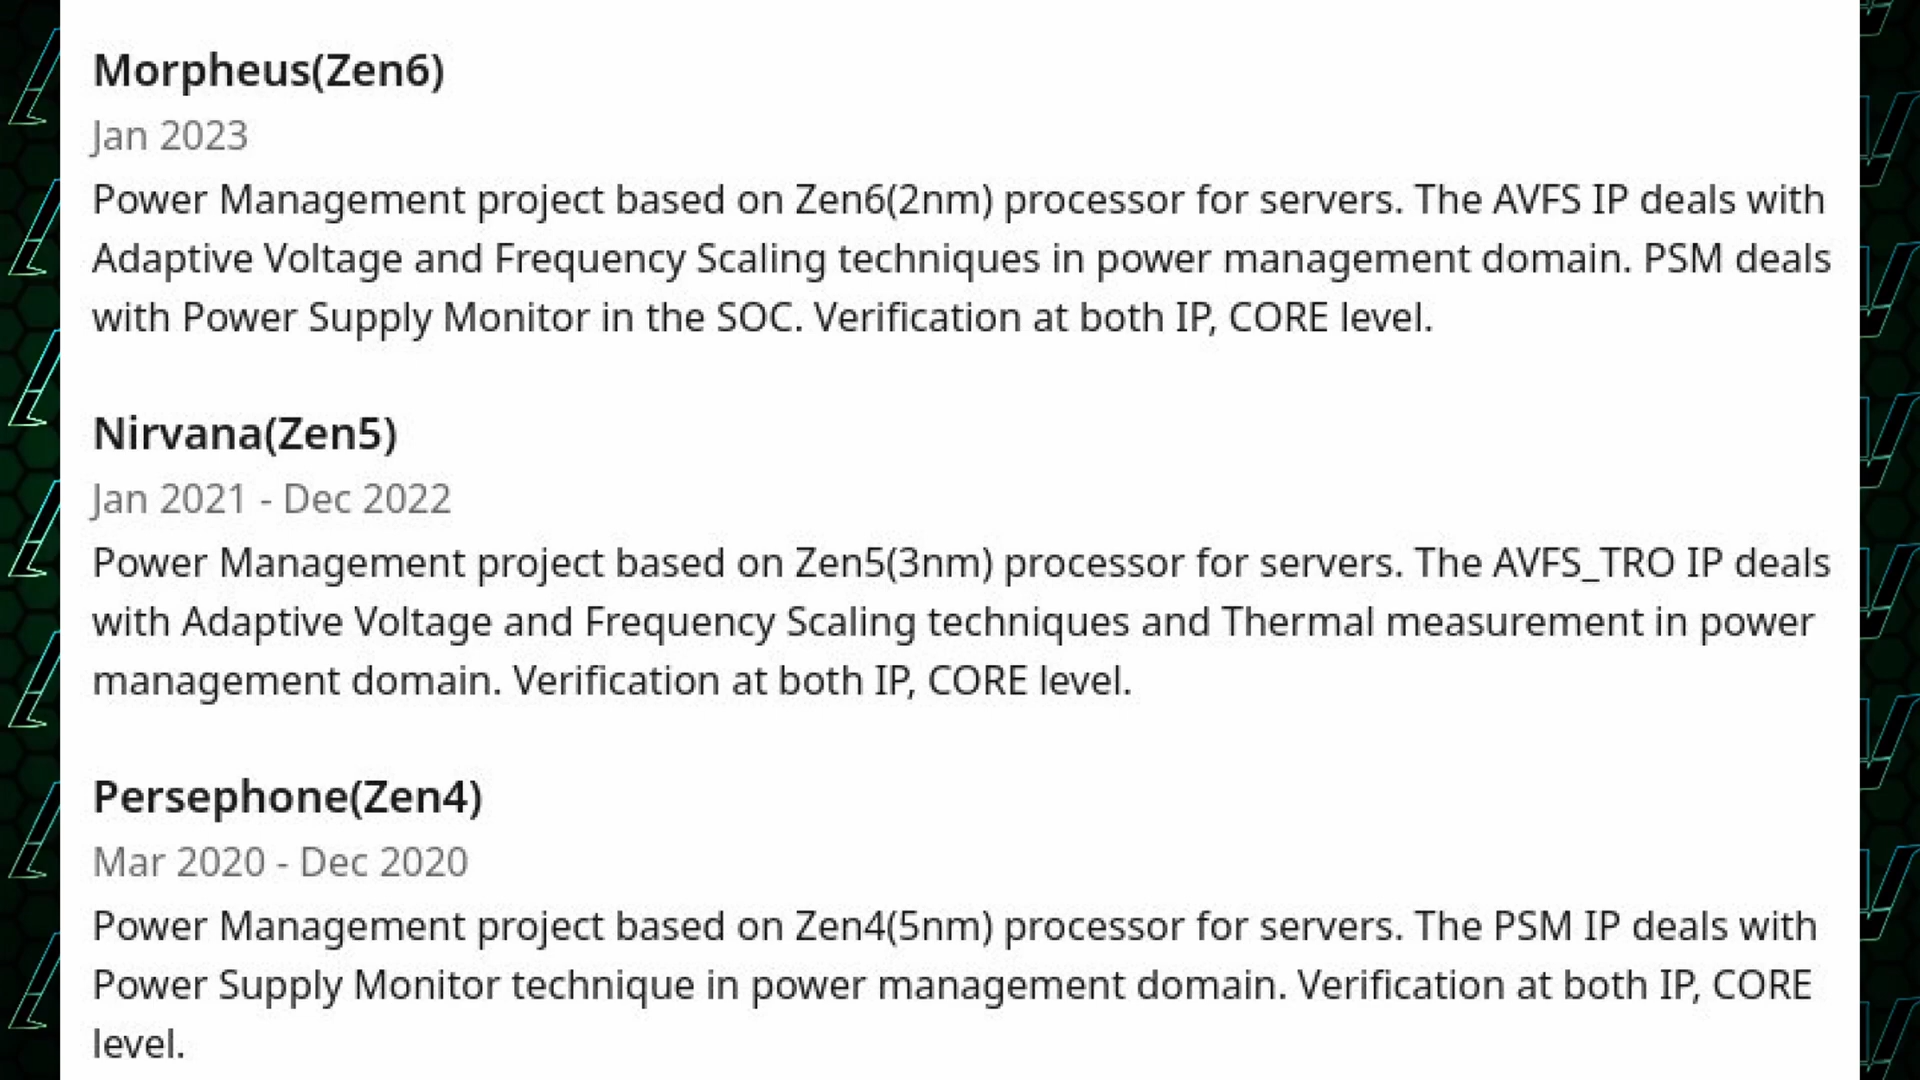 Morpheus(Zen6)
Jan 2023
Power Management project based on Zen6(2nm) processor for servers. The AVFS IP deals with
Adaptive Voltage and Frequency Scaling techniques in power management domain. PSM deals
with Power Supply Monitor in the SOC. Verification at both IP, CORE level.
Nirvana(Zen5)
Jan 2021 - Dec 2022
Power Management project based on Zen5(3nm) processor for servers. The AVFS_TRO IP deals
with Adaptive Voltage and Frequency Scaling techniques and Thermal measurement in power
management domain. Verification at both IP, CORE level.
Persephone(Zen4)
Mar 2020 - Dec 2020
Power Management project based on Zen4(5nm) processor for servers. The PSM IP deals with
Power Supply Monitor technique in power management domain. Verification at both IP, CORE
level.